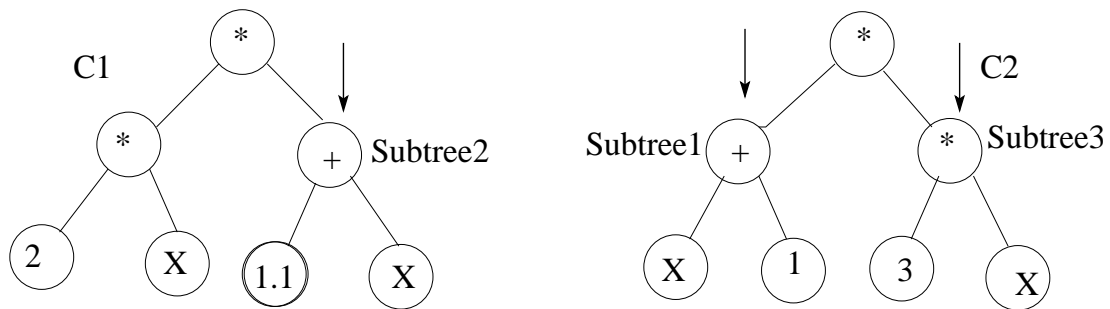 *
*
C1
C2
*
+
Subtree2
Subtree1
+
*
Subtree3
2
X
1.1
X
X
1
3
X